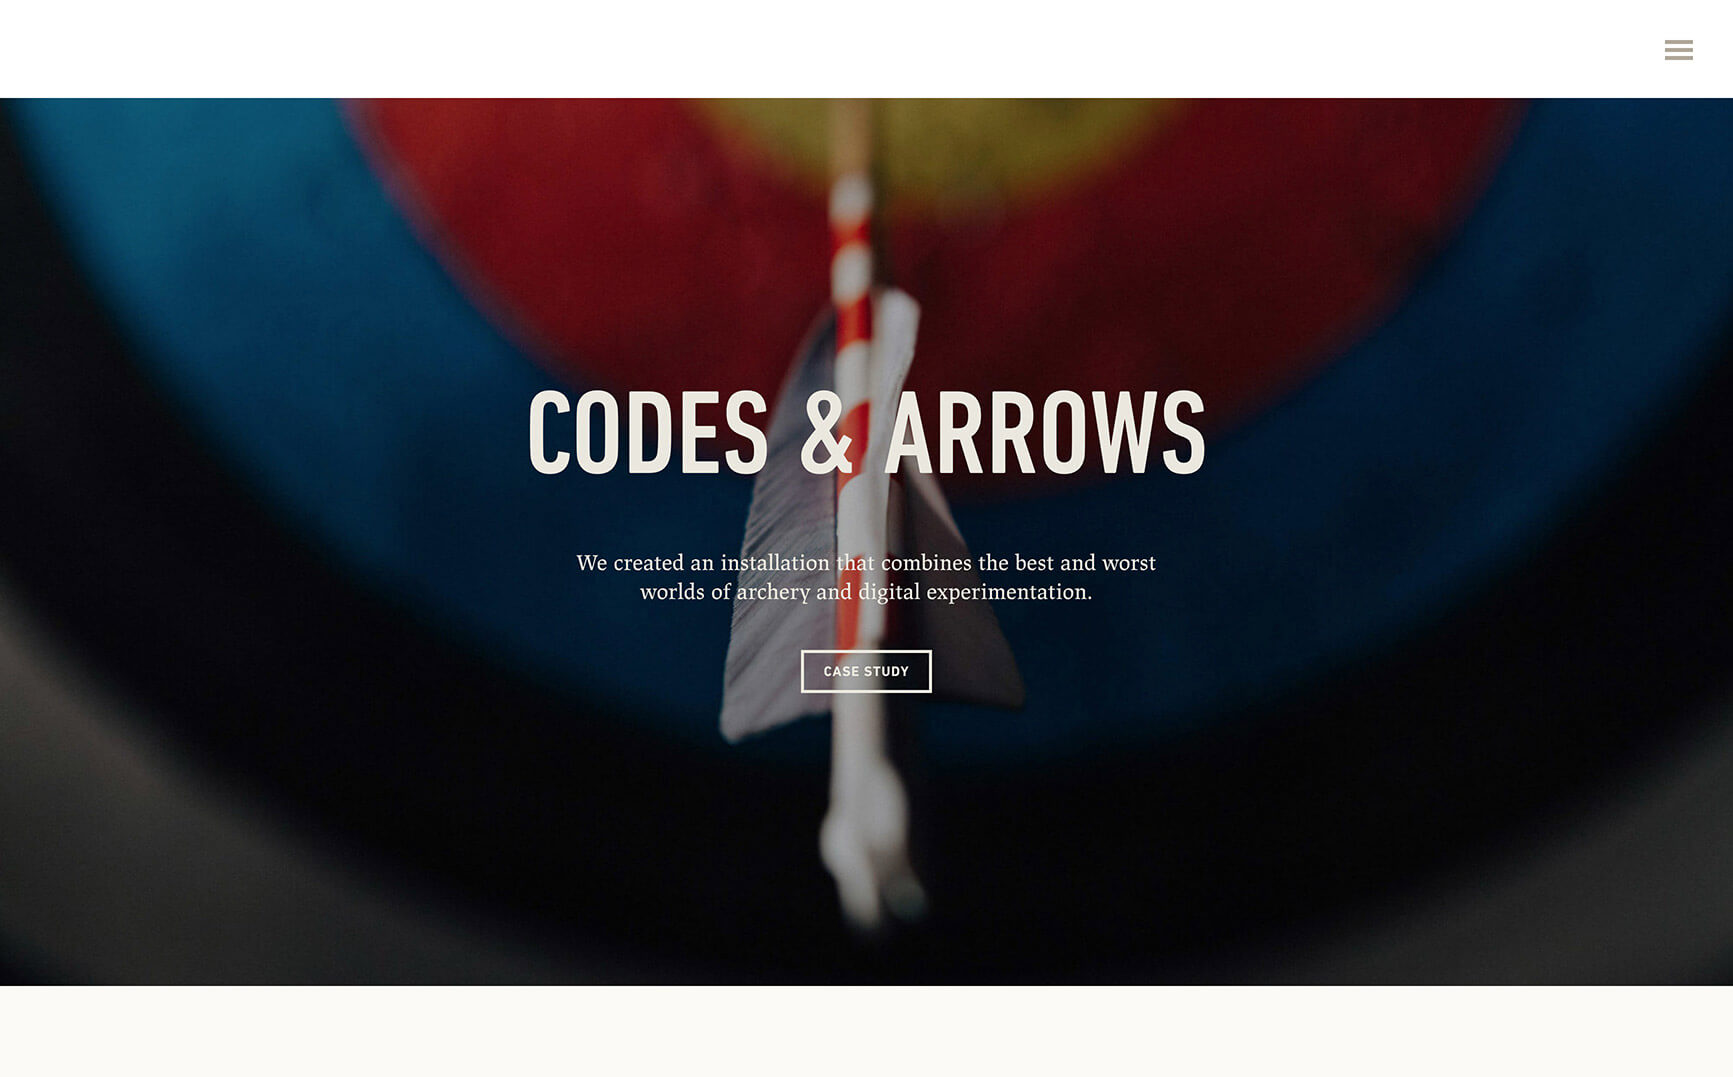 CODES & ARROWS
We created an installation that combines the best and worst
worlds of archery and digital experimentation.
CASE STUDY